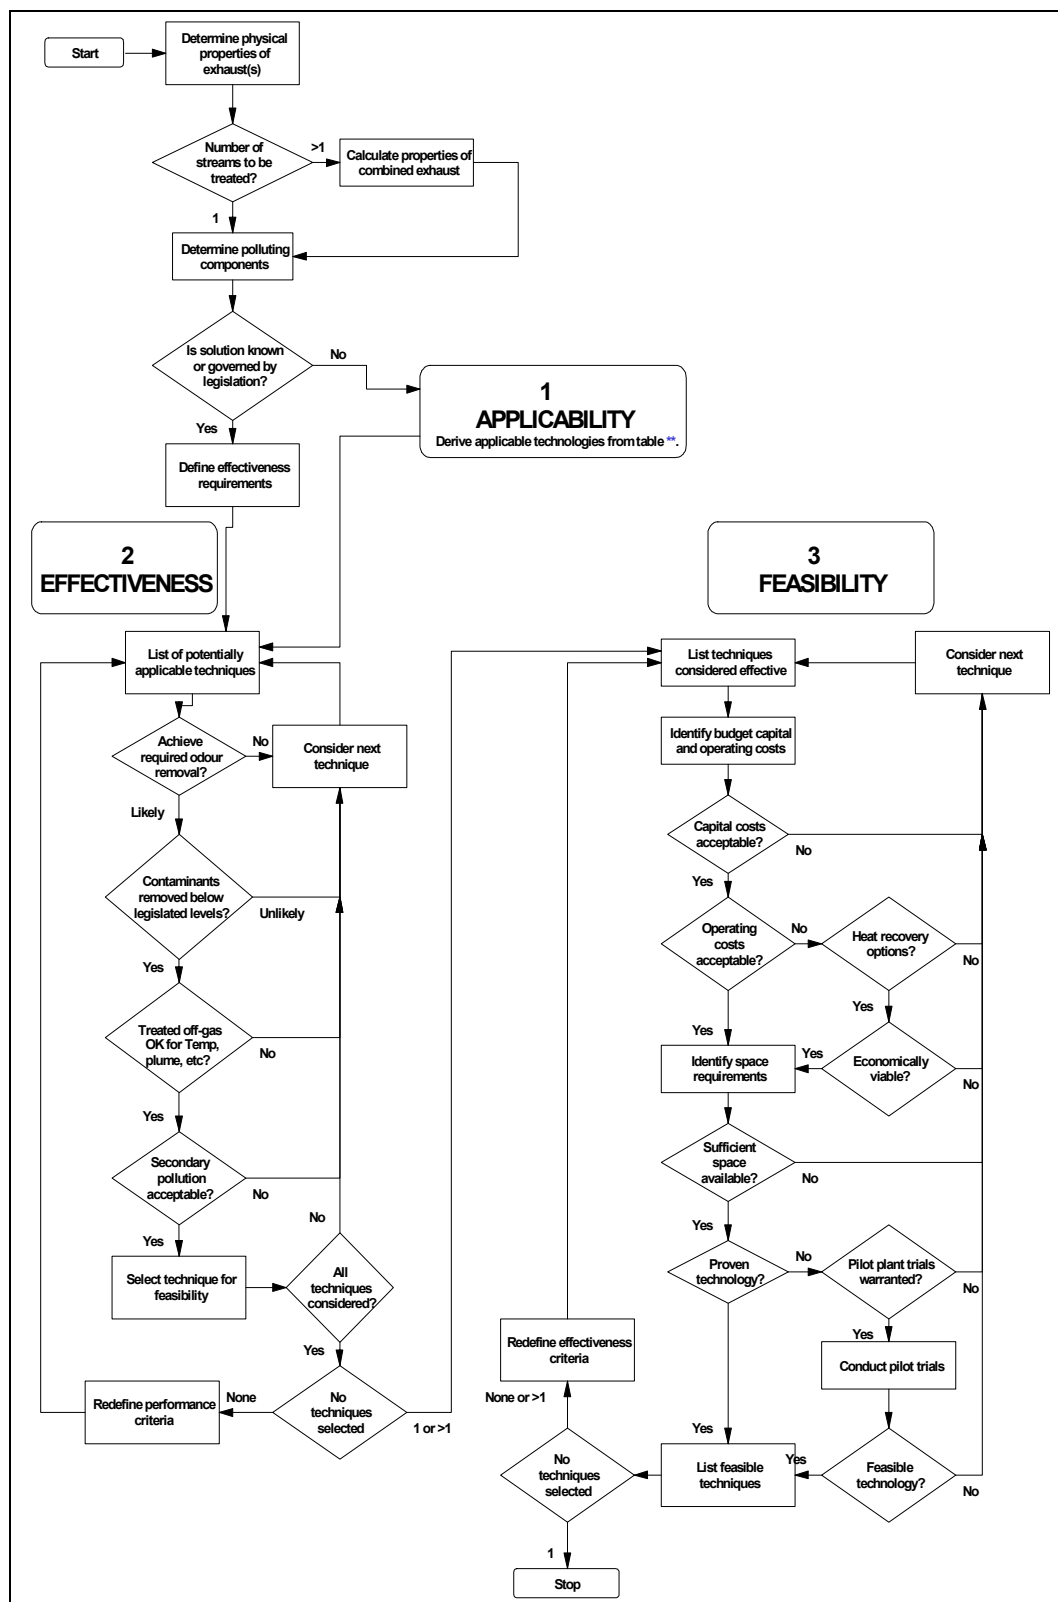 Start
Determine physical
properties of
exhaust(s)
Number of
streams to be
treated?
>1
Calculate properties of
combined exhaust
1
Determine polluting
components
Is solution known
or governed by
legislation?
No
1
APPLICABILITY
Derive applicable technologies from table **.
Yes
Define effectiveness
requirements
2
EFFECTIVENESS
3
FEASIBILITY
List of potentially
applicable techniques
Achieve
required odour
removal?
No
Consider next
technique
Likely
Contaminants
removed below
legislated levels?
Unlikely
Yes
Treated off-gas
OK for Temp,
plume, etc?
No
Yes
Secondary
pollution
acceptable?
No
Yes
Select technique for
feasibility
No
All
techniques
considered?
Yes
No
techniques
selected
None
1 or >1
Redefine performance
criteria
List techniques
considered effective
Consider next
technique
Identify budget capital
and operating costs
Capital costs
acceptable?
No
Yes
Operating
costs
acceptable?
No
Heat recovery
options?
No
Yes
Yes
Identify space
requirements
Yes
Economically
viable?
No
Sufficient
space
available?
No
Yes
Proven
technology?
No
Pilot plant trials
warranted?
No
Yes
Conduct pilot trials
Yes
Yes
Feasible
technology?
No
List feasible
techniques
Redefine effectiveness
criteria
None or >1
No
techniques
selected
1
Stop